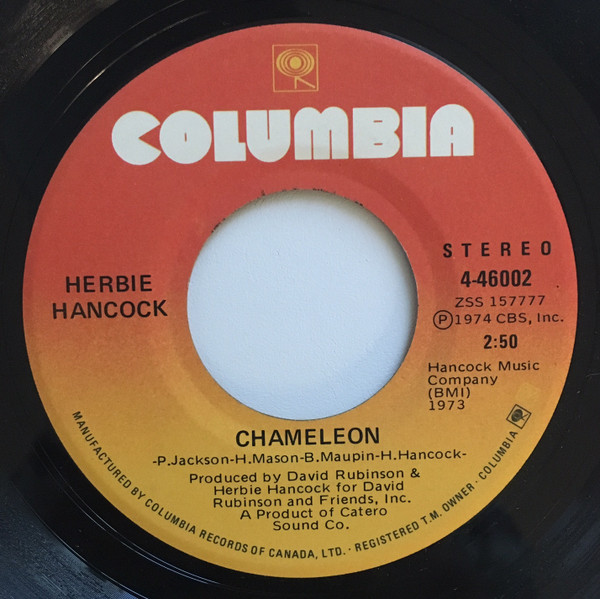 COLUMBIA
HERBIE
HANCOCK
STEREO
4-46002
ZSS 157777
Ⓟ1974 CBS, Inc.
2:50
Hancock Music
Company
(BMI)
1973
CHAMELEON
-P.Jackson-H.Mason-B.Maupin-H.Hancock-
Produced by David Rubinson &
Herbie Hancock for David
Rubinson and Friends, Inc.
A Product of Catero
Sound Co.
MANUFACTURED BY COLUMBIA RECORDS OF CANADA, LTD. · REGISTERED T.M. OWNER · COLUMBIA